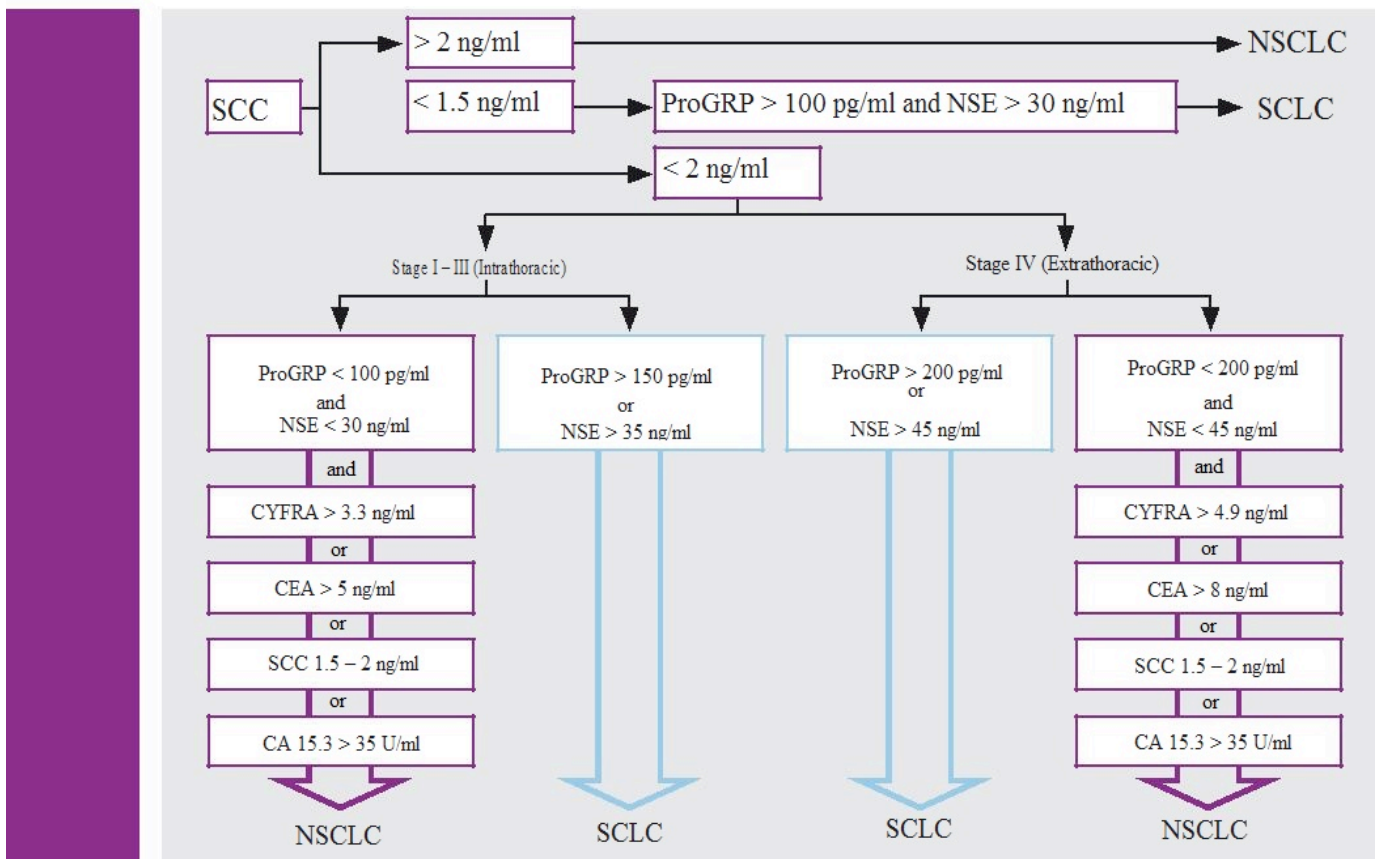 > 2 ng/ml
NSCLC
SCC
< 1.5 ng/ml
ProGRP > 100 pg/ml and NSE > 30 ng/ml
SCLC
< 2 ng/ml
Stage I – III (Intrathoracic)
Stage IV (Extrathoracic)
ProGRP < 100 pg/ml
and
NSE < 30 ng/ml
and
CYFRA > 3.3 ng/ml
or
CEA > 5 ng/ml
or
SCC 1.5 – 2 ng/ml
or
CA 15.3 > 35 U/ml
NSCLC
ProGRP > 150 pg/ml
or
NSE > 35 ng/ml
SCLC
ProGRP > 200 pg/ml
or
NSE > 45 ng/ml
SCLC
ProGRP < 200 pg/ml
and
NSE < 45 ng/ml
and
CYFRA > 4.9 ng/ml
or
CEA > 8 ng/ml
or
SCC 1.5 – 2 ng/ml
or
CA 15.3 > 35 U/ml
NSCLC